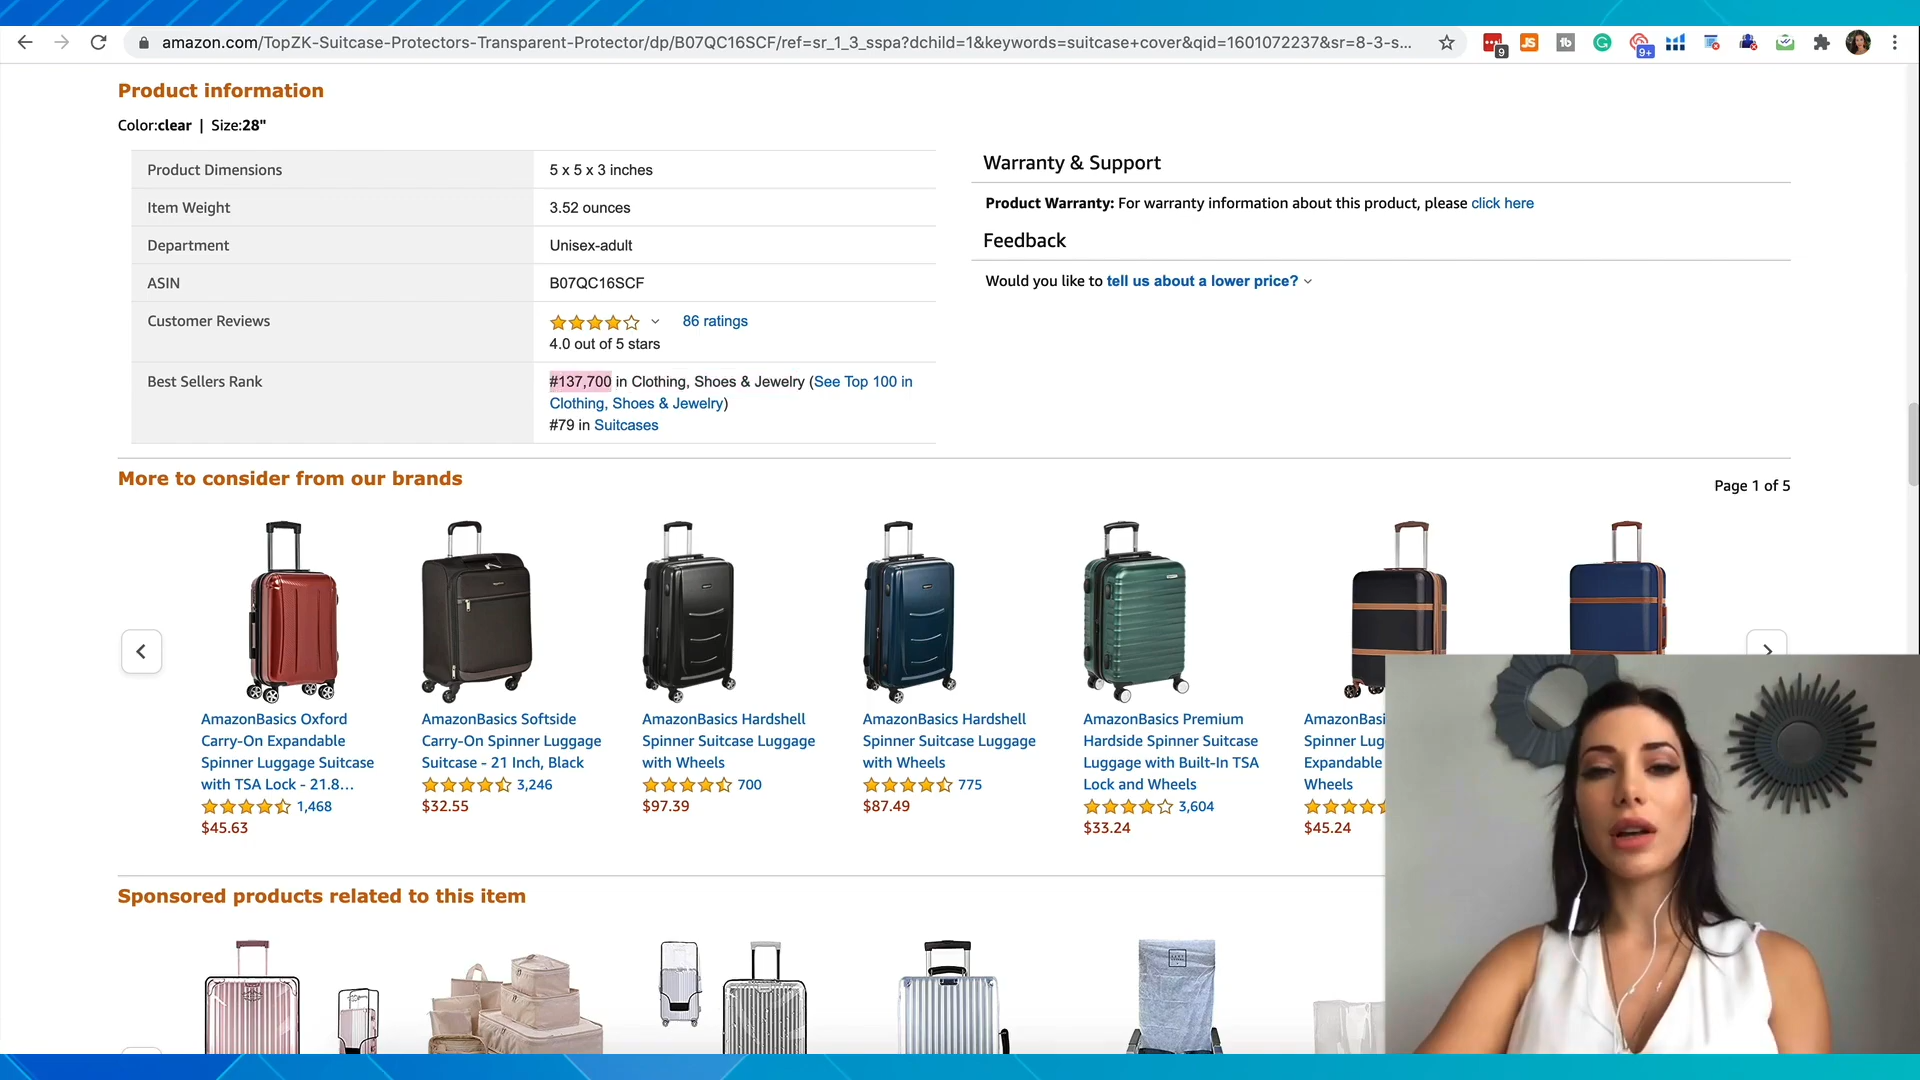 amazon.com/TopZK-Suitcase-Protectors-Transparent-Protector/dp/B07QC16SCF/ref=sr_1_3_sspa?dchild=1&keywords=suitcase+cover&qid=1601072237&sr=8-3-s...
9
JS
tb
9+
Product information
Color:clear | Size:28"
Product Dimensions 5 x 5 x 3 inches
Item Weight 3.52 ounces
Department Unisex-adult
ASIN B07QC16SCF
Customer Reviews 86 ratings
4.0 out of 5 stars
Best Sellers Rank #137,700 in Clothing, Shoes & Jewelry (See Top 100 in
Clothing, Shoes & Jewelry)
#79 in Suitcases
Warranty & Support
Product Warranty: For warranty information about this product, please click here
Feedback
Would you like to tell us about a lower price?
More to consider from our brands
Page 1 of 5
AmazonBasics Oxford
Carry-On Expandable
Spinner Luggage Suitcase
with TSA Lock - 21.8...
1,468
$45.63
AmazonBasics Softside
Carry-On Spinner Luggage
Suitcase - 21 Inch, Black
3,246
$32.55
AmazonBasics Hardshell
Spinner Suitcase Luggage
with Wheels
700
$97.39
AmazonBasics Hardshell
Spinner Suitcase Luggage
with Wheels
775
$87.49
AmazonBasics Premium
Hardside Spinner Suitcase
Luggage with Built-In TSA
Lock and Wheels
3,604
$33.24
AmazonBasi
Spinner Lug
Expandable
Wheels
$45.24
Sponsored products related to this item